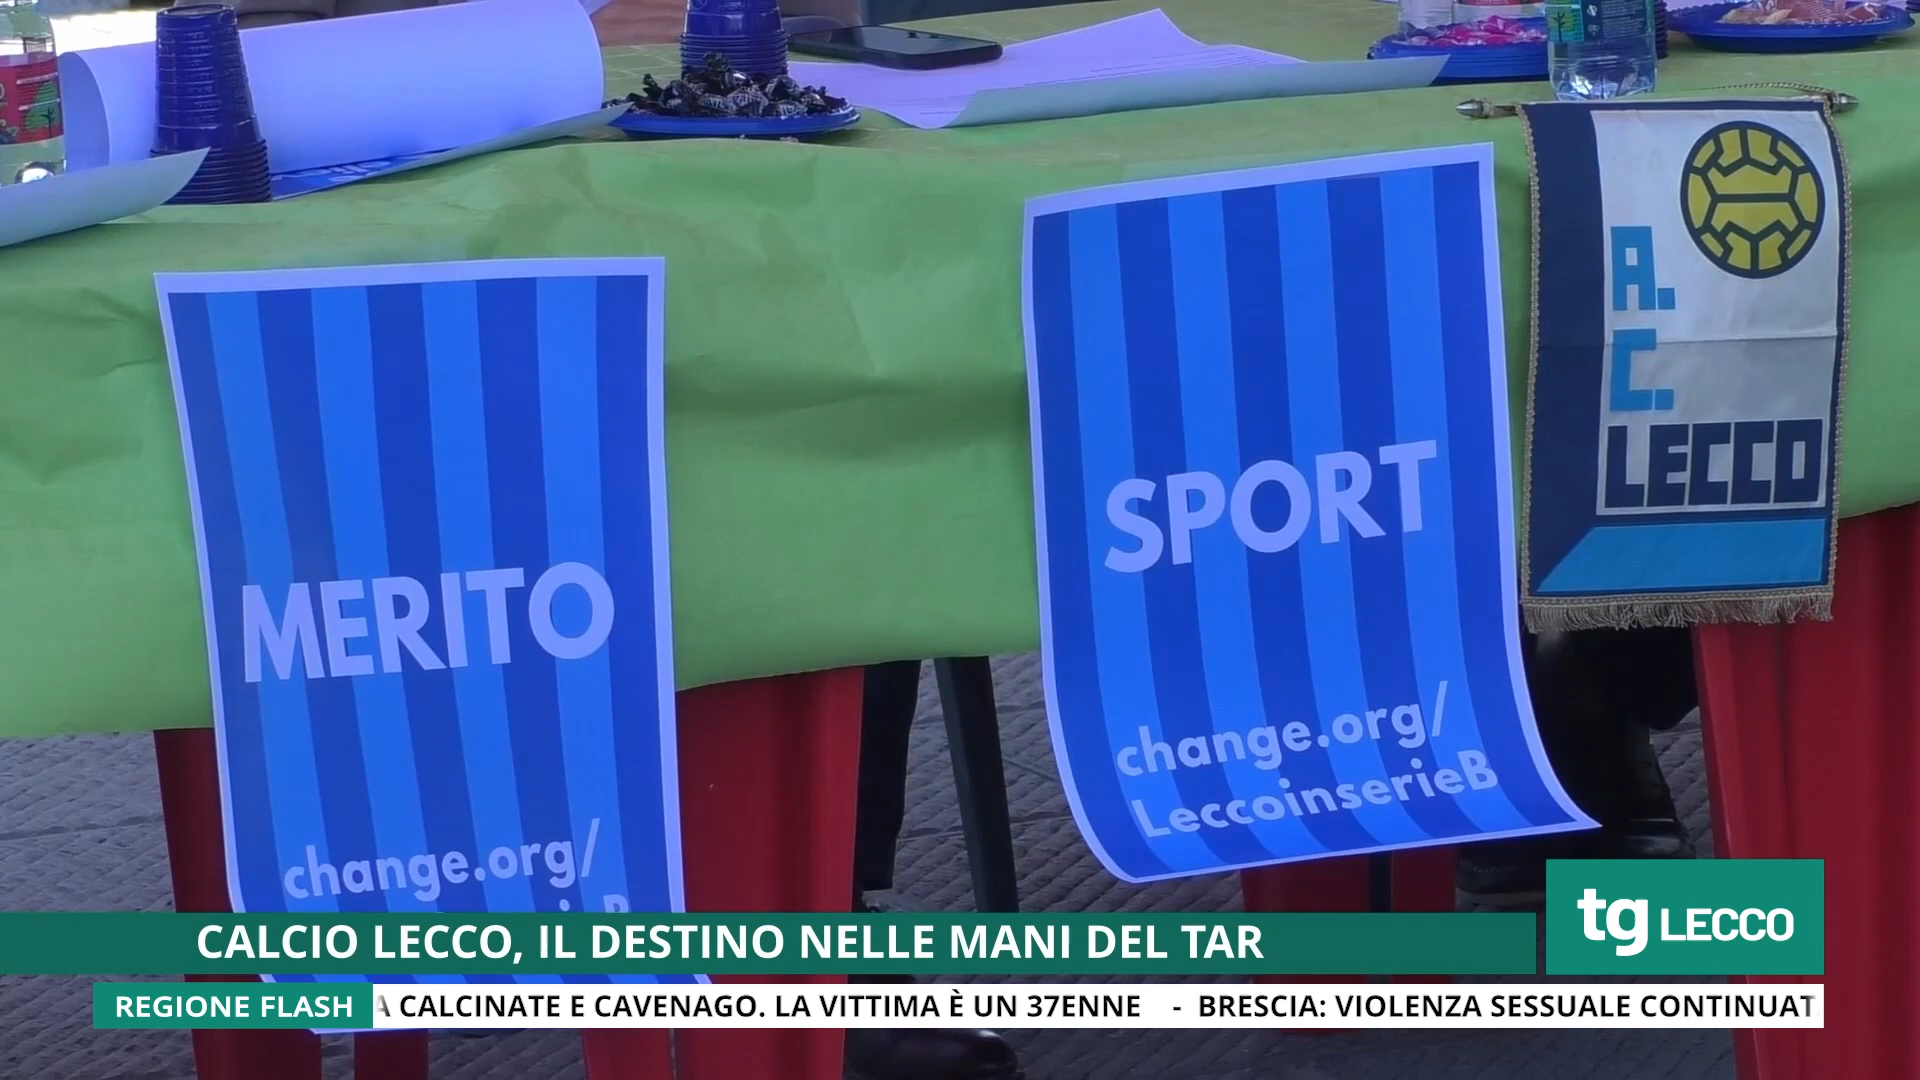 A.
C.
LECCO
SPORT
change.org/
LeccoinserieB
MERITO
change.org/
CALCIO LECCO, IL DESTINO NELLE MANI DEL TAR
tg LECCO
REGIONE FLASH
A CALCINATE E CAVENAGO. LA VITTIMA È UN 37ENNE - BRESCIA: VIOLENZA SESSUALE CONTINUAT